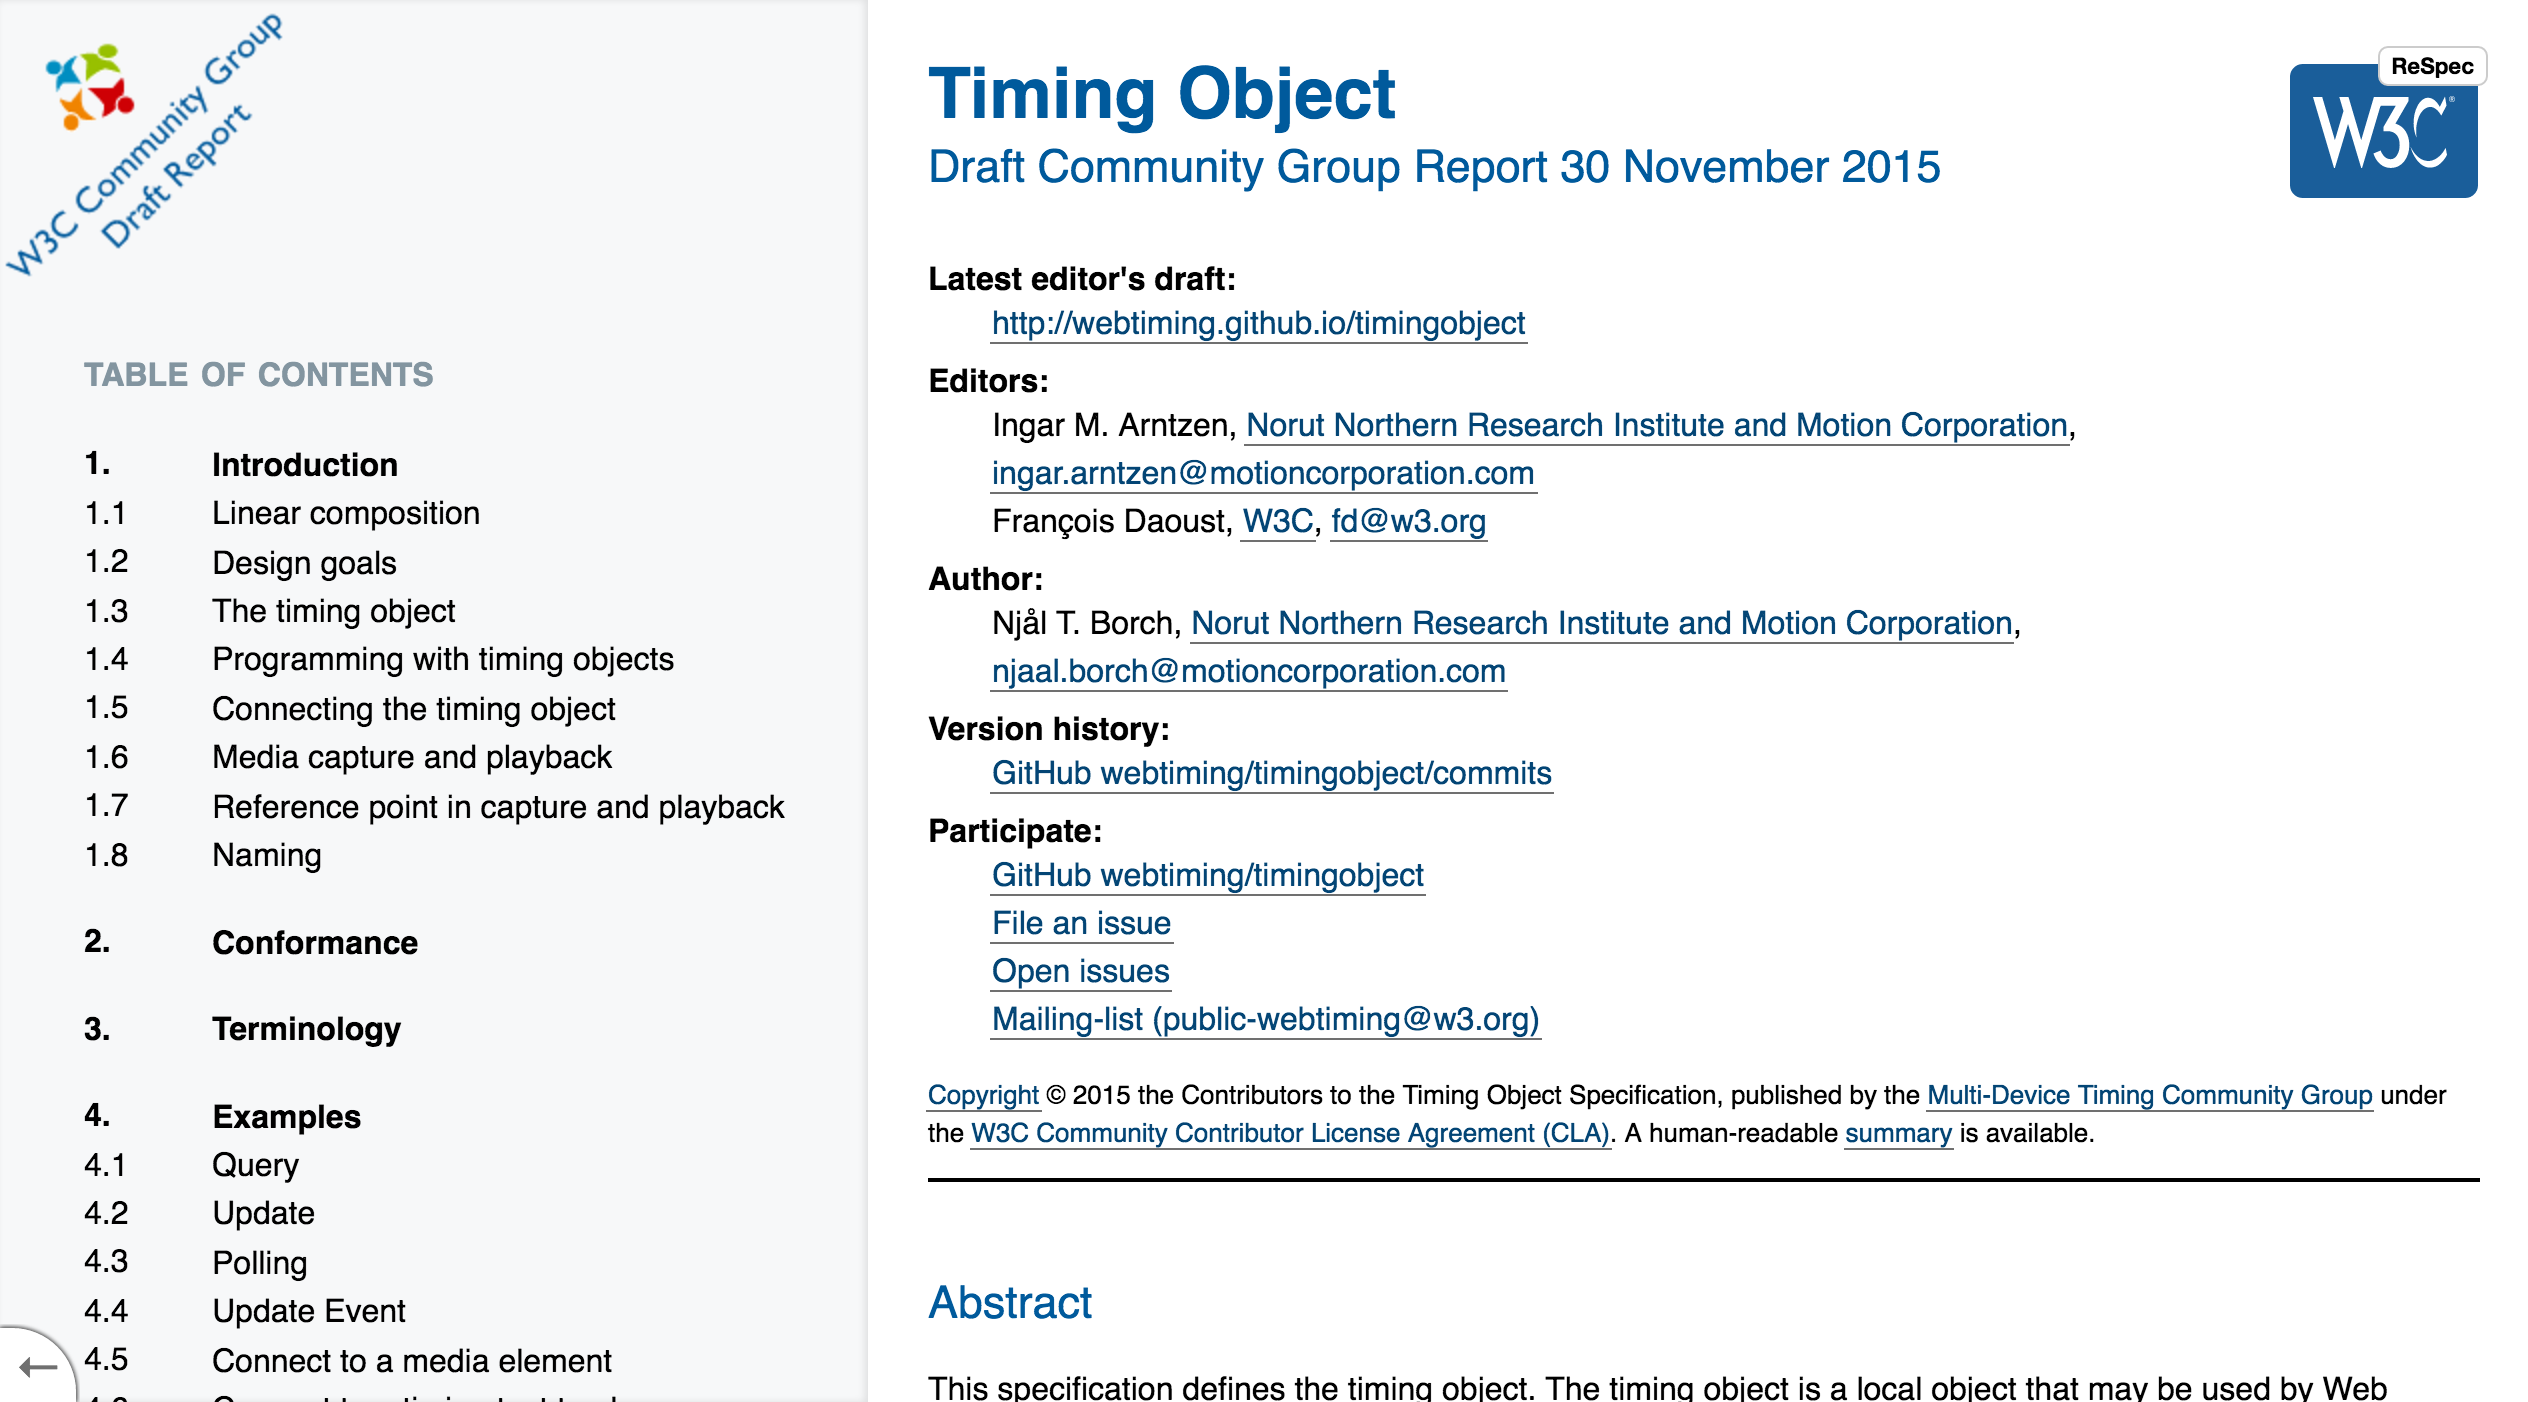 W3C Community Group
Draft Report
TABLE OF CONTENTS
1. Introduction
1.1 Linear composition
1.2 Design goals
1.3 The timing object
1.4 Programming with timing objects
1.5 Connecting the timing object
1.6 Media capture and playback
1.7 Reference point in capture and playback
1.8 Naming
2. Conformance
3. Terminology
4. Examples
4.1 Query
4.2 Update
4.3 Polling
4.4 Update Event
4.5 Connect to a media element
ReSpec
W3C®
Timing Object
Draft Community Group Report 30 November 2015
Latest editor's draft:
http://webtiming.github.io/timingobject
Editors:
Ingar M. Arntzen, Norut Northern Research Institute and Motion Corporation,
ingar.arntzen@motioncorporation.com
François Daoust, W3C, fd@w3.org
Author:
Njål T. Borch, Norut Northern Research Institute and Motion Corporation,
njaal.borch@motioncorporation.com
Version history:
GitHub webtiming/timingobject/commits
Participate:
GitHub webtiming/timingobject
File an issue
Open issues
Mailing-list (public-webtiming@w3.org)
Copyright © 2015 the Contributors to the Timing Object Specification, published by the Multi-Device Timing Community Group under
the W3C Community Contributor License Agreement (CLA). A human-readable summary is available.
Abstract
This specification defines the timing object. The timing object is a local object that may be used by Web